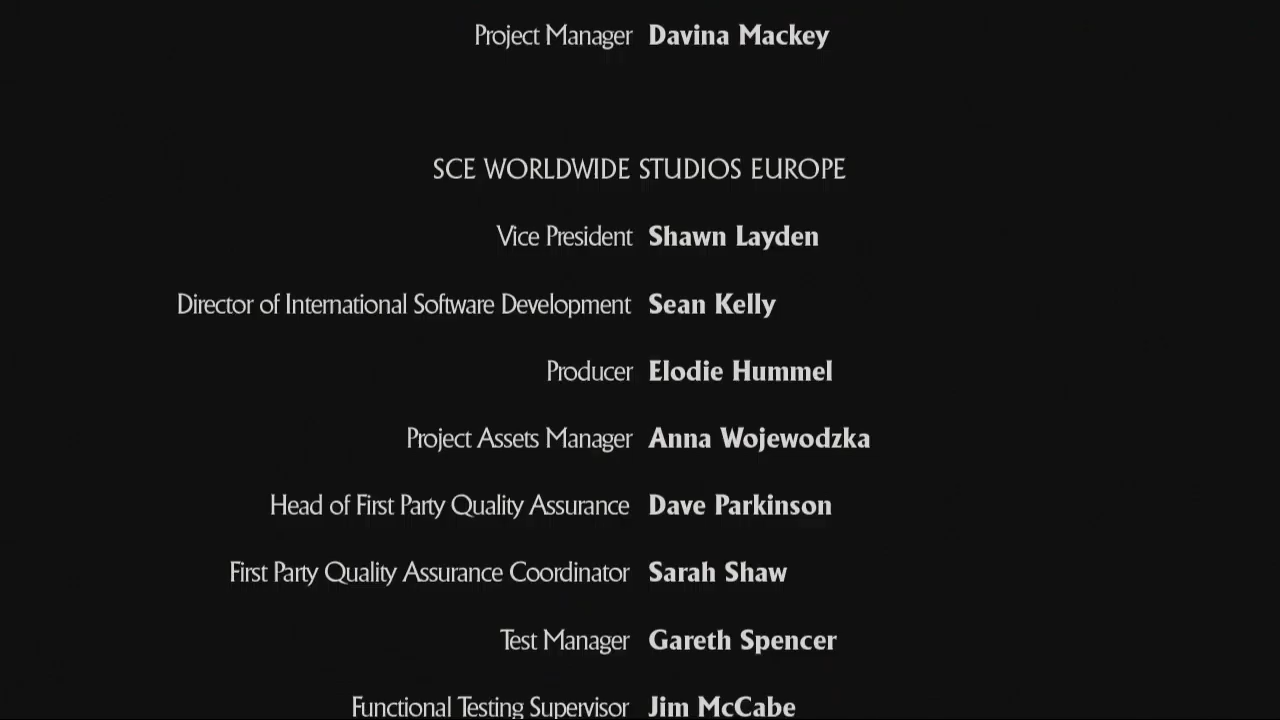 Project Manager Davina Mackey
SCE WORLDWIDE STUDIOS EUROPE
Vice President Shawn Layden
Director of International Software Development Sean Kelly
Producer Elodie Hummel
Project Assets Manager Anna Wojewodzka
Head of First Party Quality Assurance Dave Parkinson
First Party Quality Assurance Coordinator Sarah Shaw
Test Manager Gareth Spencer
Functional Testing Supervisor Jim McCabe